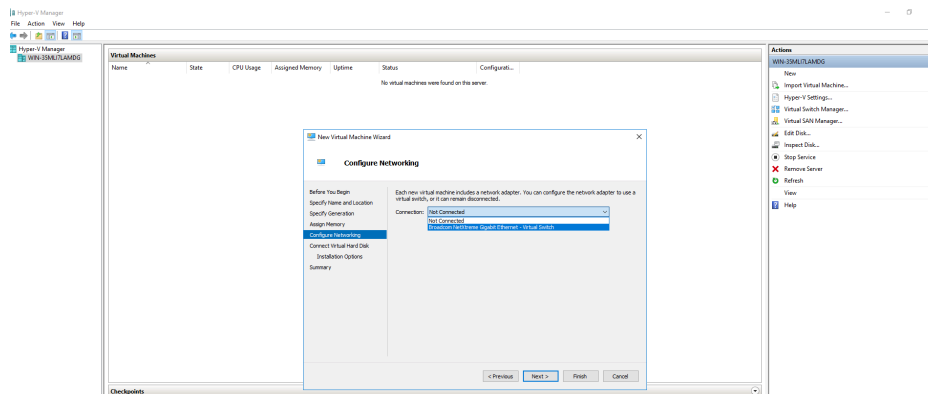 Hyper-V Manager
File Action View Help
Hyper-V Manager
WIN-35MLI7LAMDG
Virtual Machines
Name State CPU Usage Assigned Memory Uptime Status Configurati...
No virtual machines were found on this server.
New Virtual Machine Wizard
Configure Networking
Before You Begin
Specify Name and Location
Specify Generation
Assign Memory
Configure Networking
Connect Virtual Hard Disk
Installation Options
Summary
Each new virtual machine includes a network adapter. You can configure the network adapter to use a
virtual switch, or it can remain disconnected.
Connection: Not Connected
Not Connected
Broadcom NetXtreme Gigabit Ethernet - Virtual Switch
< Previous Next > Finish Cancel
Checkpoints
Actions
WIN-35MLI7LAMDG
New
Import Virtual Machine...
Hyper-V Settings...
Virtual Switch Manager...
Virtual SAN Manager...
Edit Disk...
Inspect Disk...
Stop Service
Remove Server
Refresh
View
Help